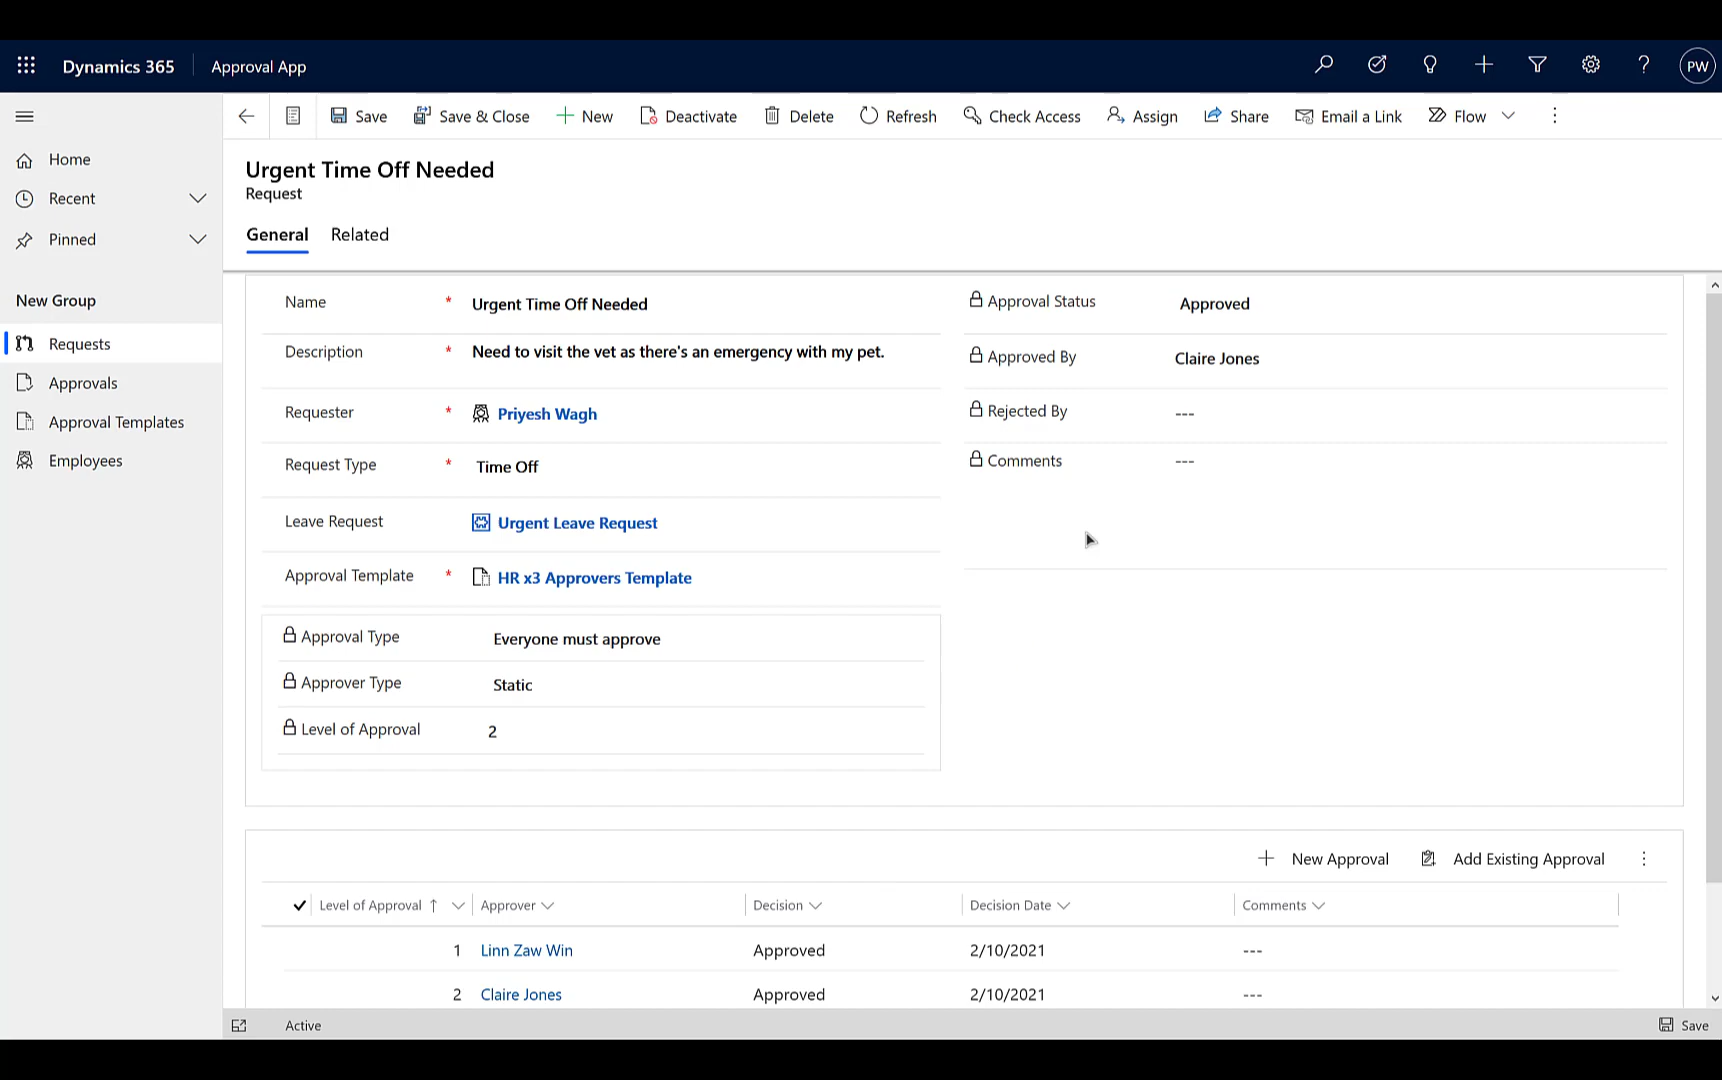 Dynamics 365 Approval App PW
Save Save & Close New Deactivate Delete Refresh Check Access Assign Share Email a Link Flow
Home
Recent
Pinned
New Group
Requests
Approvals
Approval Templates
Employees
Urgent Time Off Needed
Request
General Related
Name * Urgent Time Off Needed
Description * Need to visit the vet as there's an emergency with my pet.
Requester * Priyesh Wagh
Request Type * Time Off
Leave Request Urgent Leave Request
Approval Template * HR x3 Approvers Template
Approval Type Everyone must approve
Approver Type Static
Level of Approval 2
Approval Status Approved
Approved By Claire Jones
Rejected By ---
Comments ---
New Approval Add Existing Approval
Level of Approval ↑ Approver Decision Decision Date Comments
1 Linn Zaw Win Approved 2/10/2021 ---
2 Claire Jones Approved 2/10/2021 ---
Active Save